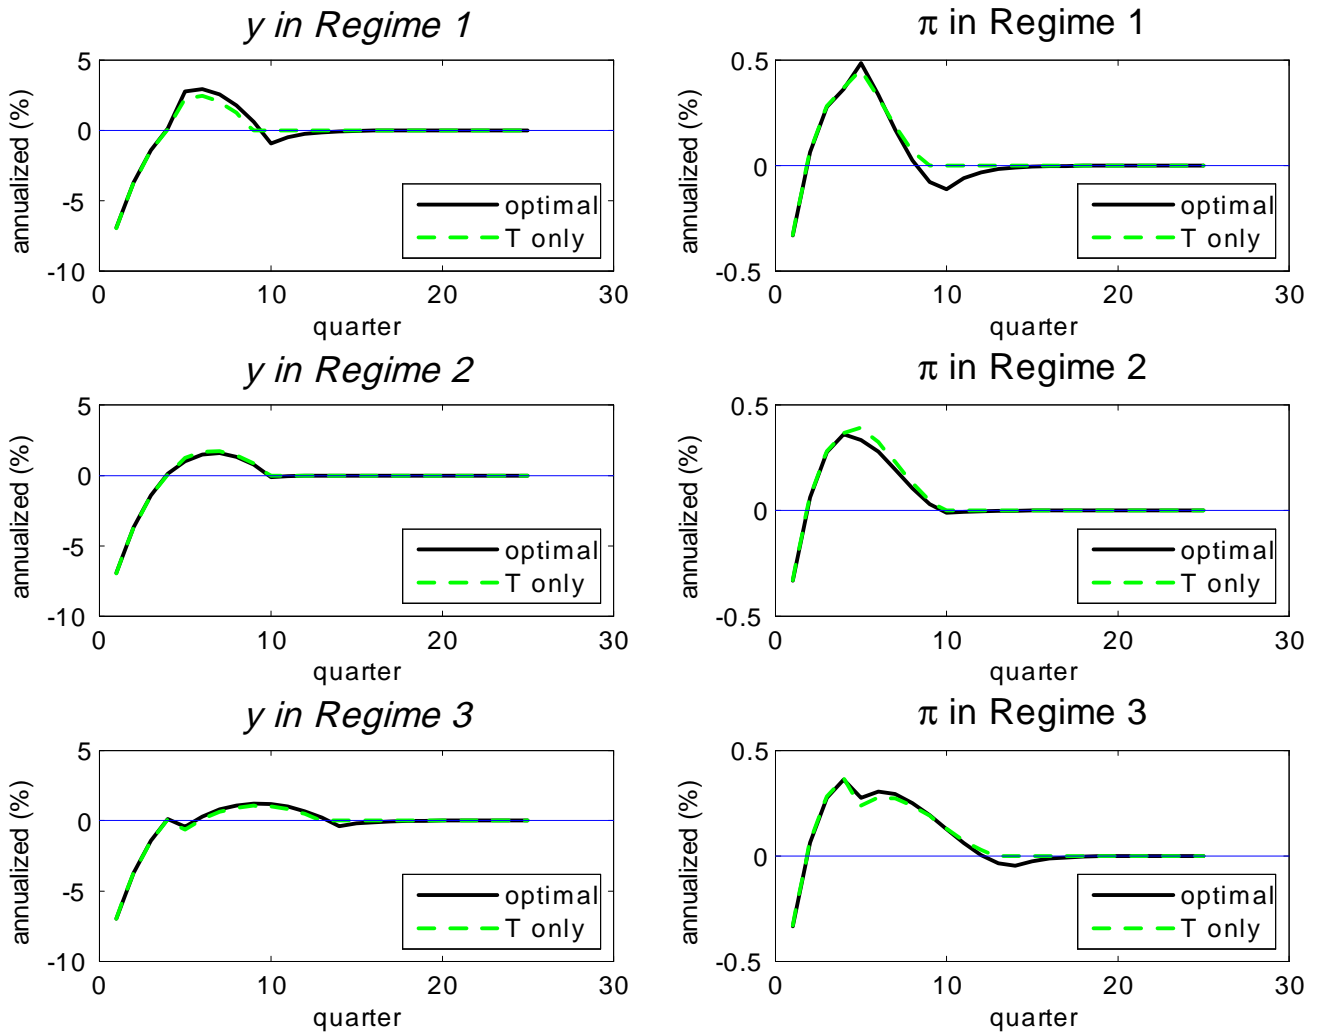 y in Regime 1
annualized (%)
5
0
-5
-10
0
10
20
30
quarter
optimal
T only
π in Regime 1
annualized (%)
0.5
0
-0.5
0
10
20
30
quarter
optimal
T only
y in Regime 2
annualized (%)
5
0
-5
-10
0
10
20
30
quarter
optimal
T only
π in Regime 2
annualized (%)
0.5
0
-0.5
0
10
20
30
quarter
optimal
T only
y in Regime 3
annualized (%)
5
0
-5
-10
0
10
20
30
quarter
optimal
T only
π in Regime 3
annualized (%)
0.5
0
-0.5
0
10
20
30
quarter
optimal
T only